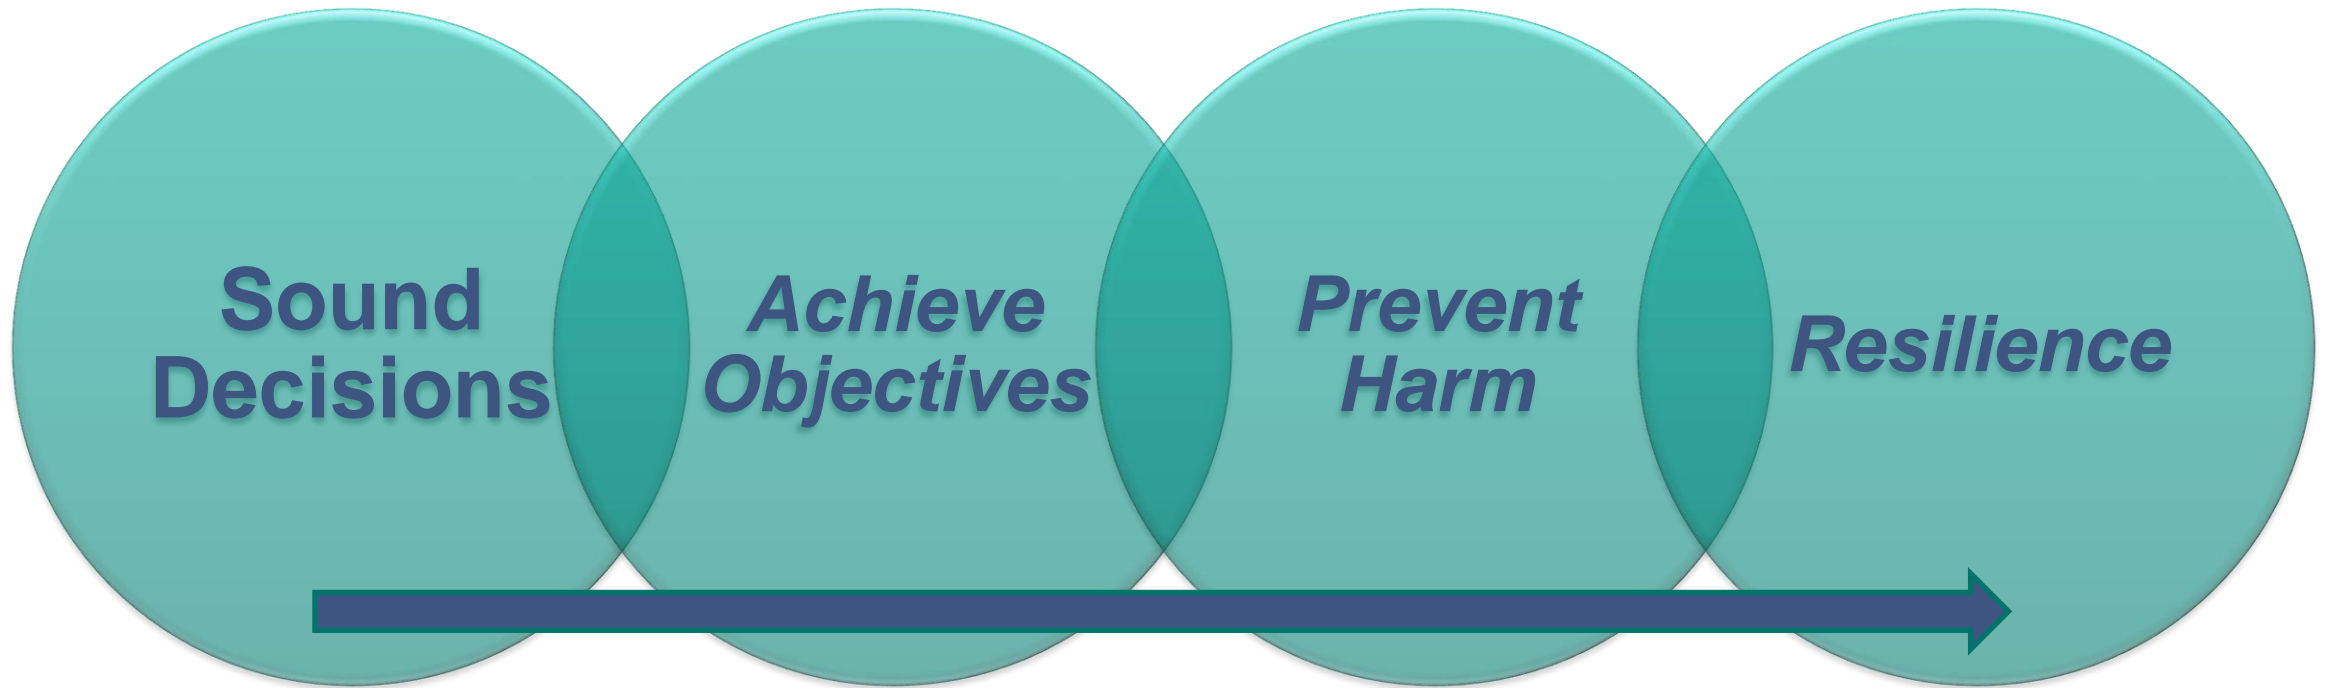 Sound
Decisions
Achieve
Objectives
Prevent
Harm
Resilience